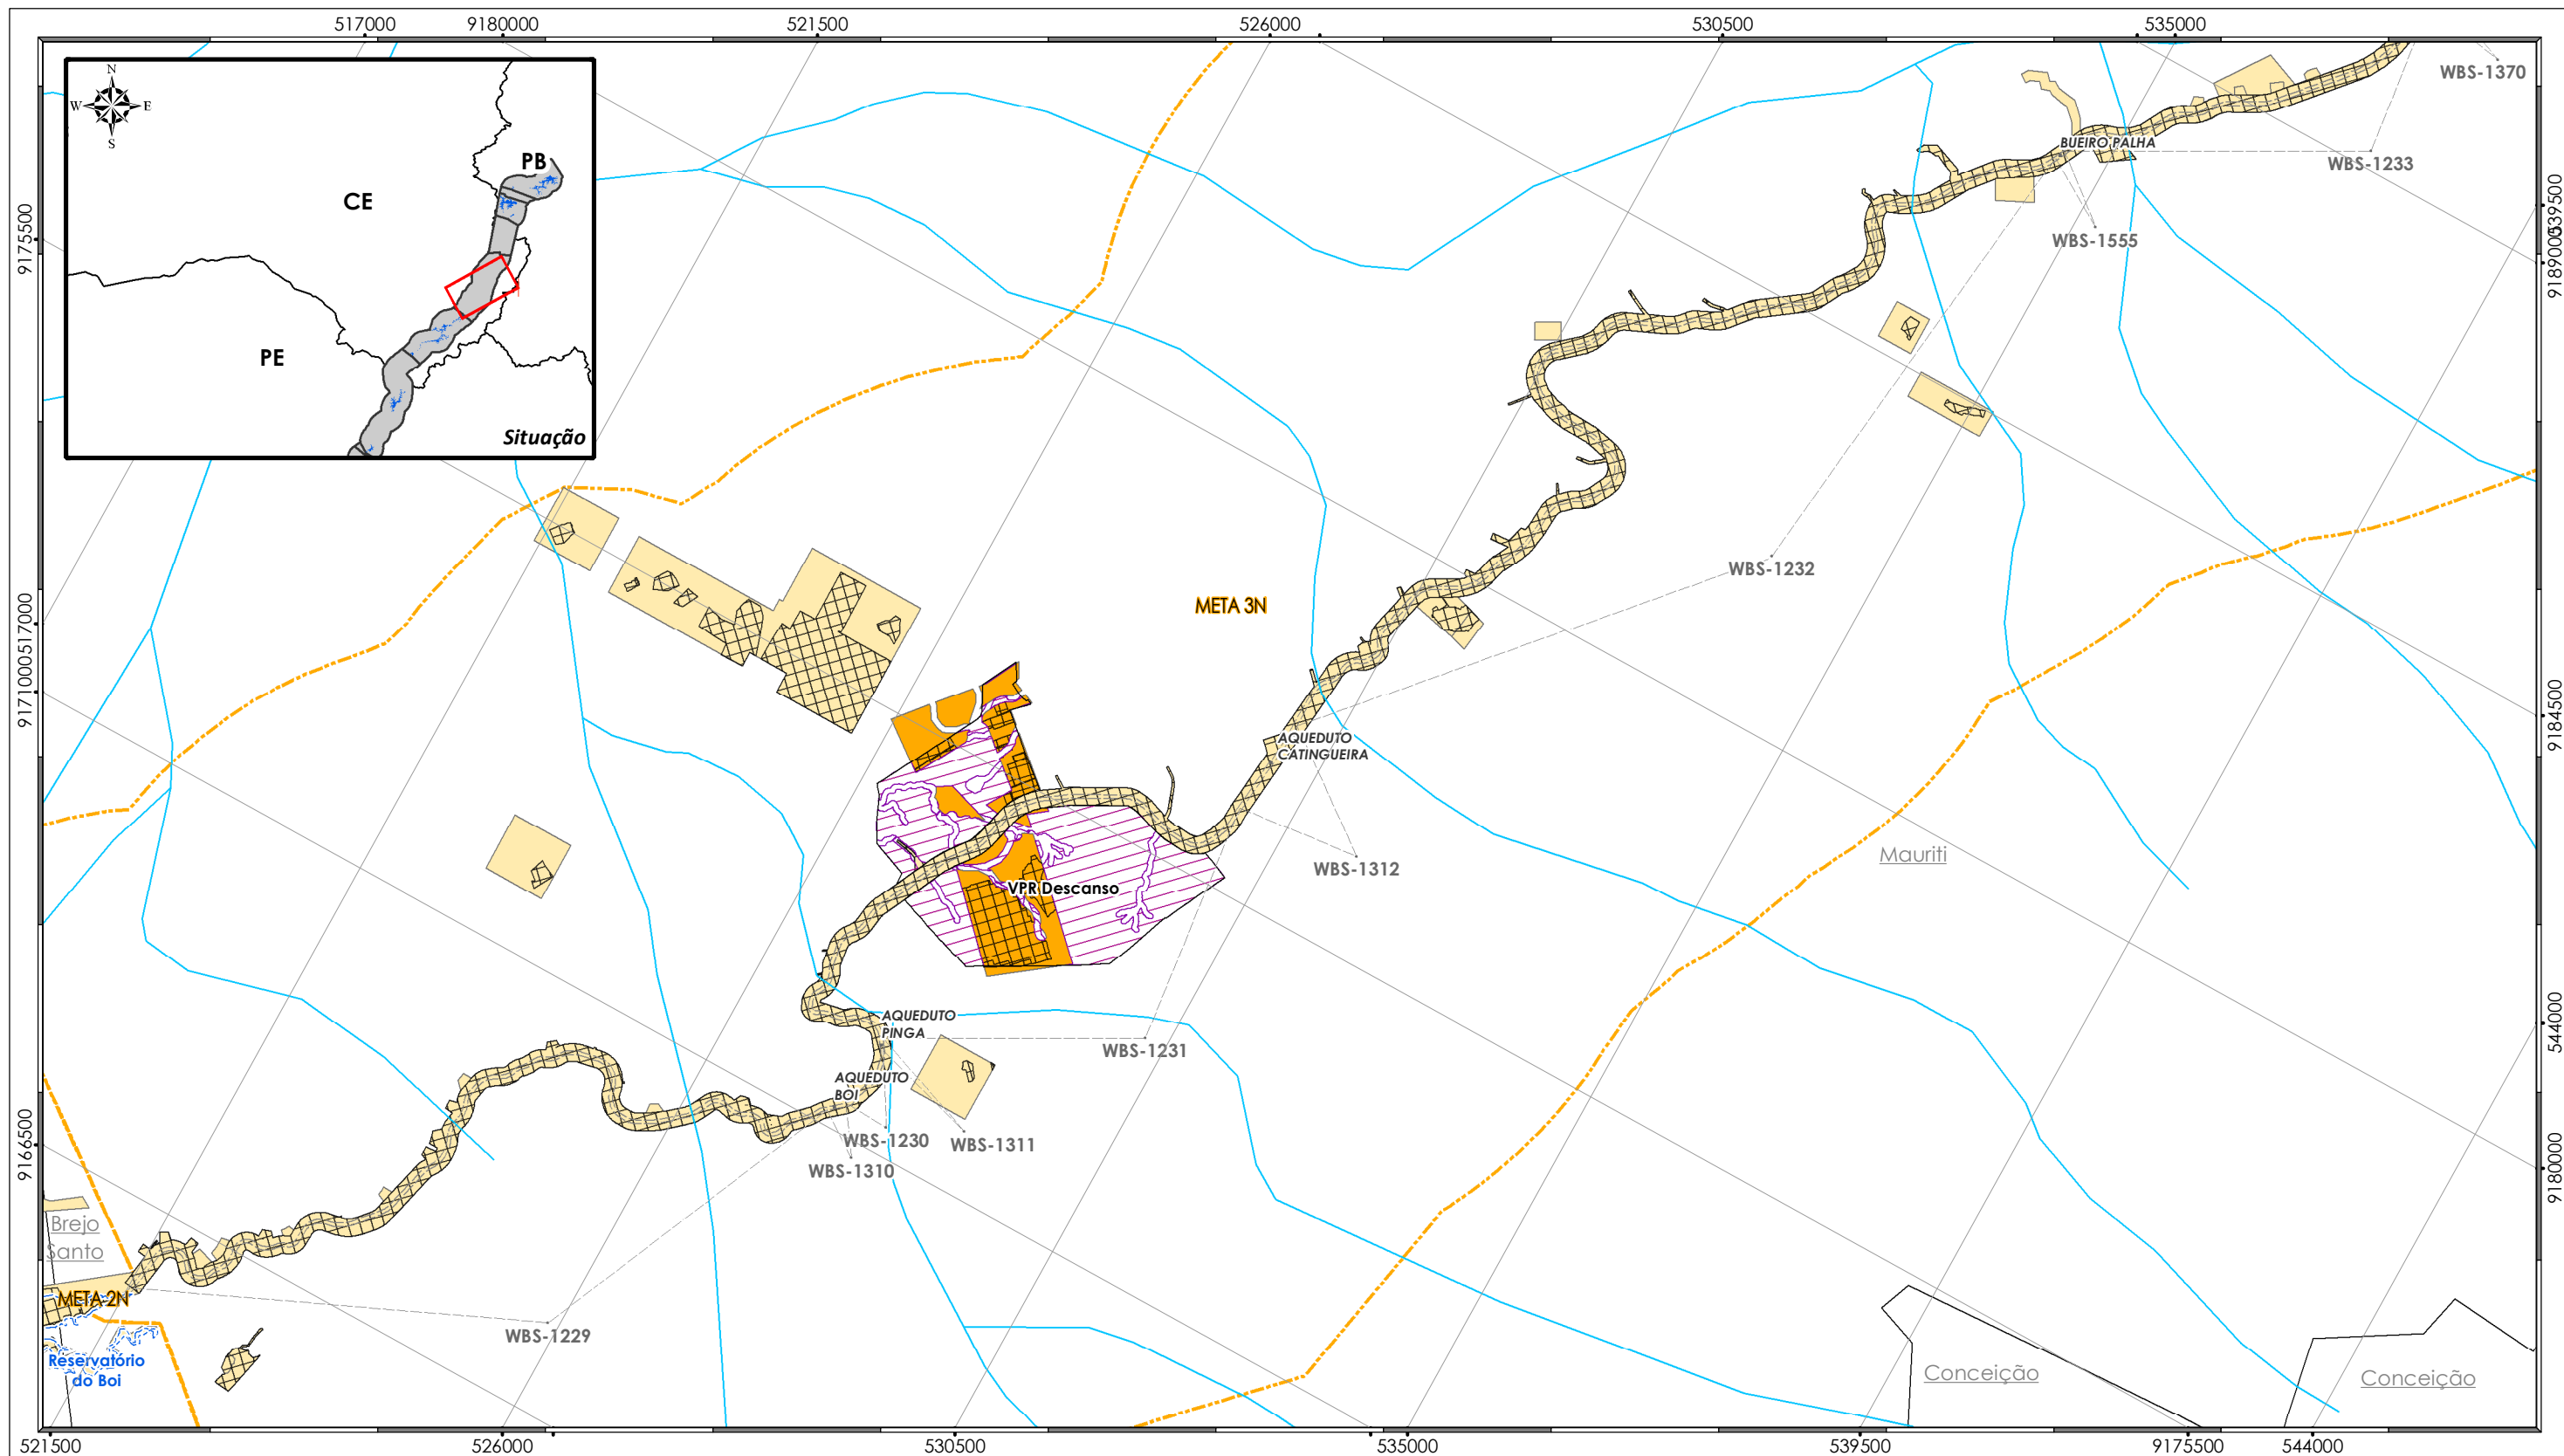 517000
9180000
521500
526000
530500
535000
N
W
E
S
CE
PB
PE
Situação
WBS-1370
BUEIRO PALHA
WBS-1233
WBS-1555
9175500
539500
9189000
META 3N
WBS-1232
517000
9171000
9184500
AQUEDUTO
CATINGUEIRA
Mauriti
WBS-1312
VPR Descanso
AQUEDUTO
PINGA
WBS-1231
544000
AQUEDUTO
BOI
WBS-1230
WBS-1311
WBS-1310
9166500
9180000
Brejo
Santo
META 2N
WBS-1229
Reservatório
do Boi
Conceição
Conceição
521500
526000
530500
535000
539500
9175500
544000